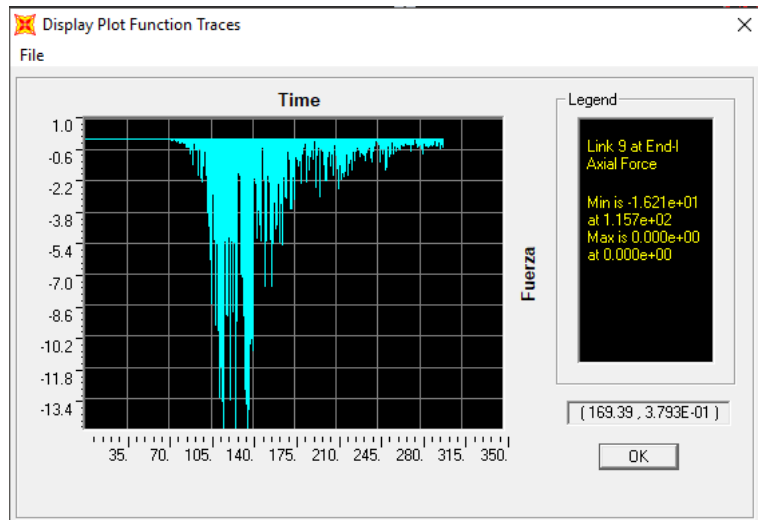 Display Plot Function Traces
File
Time
1.0
-0.6
-2.2
-3.8
-5.4
-7.0
-8.6
-10.2
-11.8
-13.4
35. 70. 105. 140. 175. 210. 245. 280. 315. 350.
Fuerza
Legend
Link 9 at End-I
Axial Force
Min is -1.621e+01
at 1.157e+02
Max is 0.000e+00
at 0.000e+00
( 169.39 , 3.793E-01 )
OK